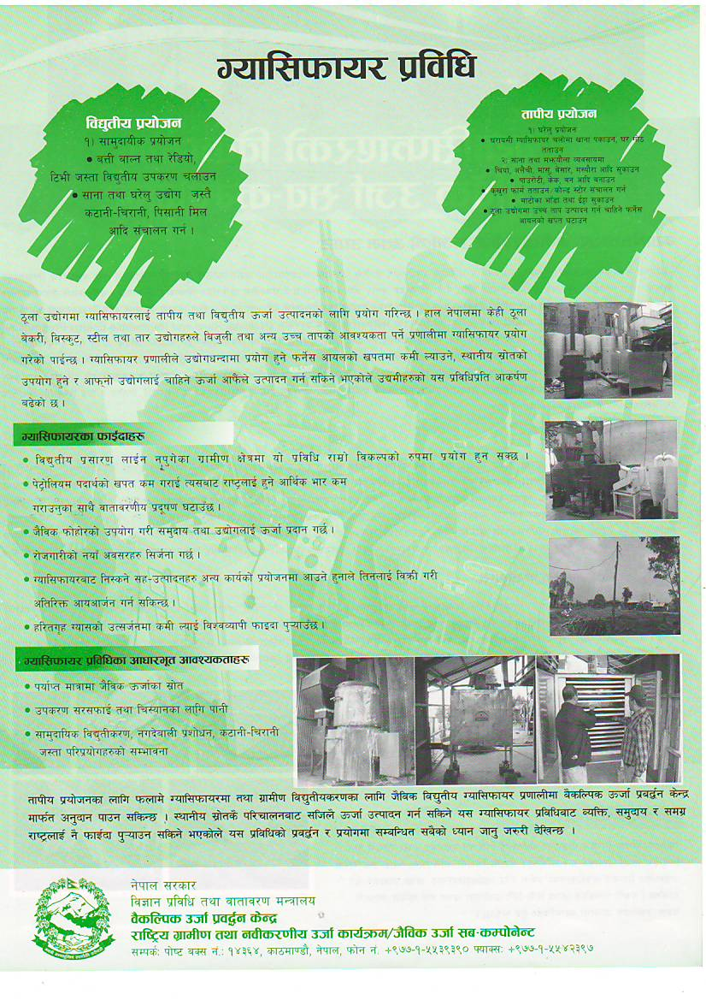 ग्यासिफायर प्रविधि
विद्युतीय प्रयोजन
१) सामुदायीक प्रयोजन
● बत्ती बाल्न तथा रेडियो,
टिभी जस्ता विद्युतीय उपकरण चलाउन
● साना तथा घरेलु उद्योग जस्तै
कटानी-चिरानी, पिसानी मिल
आदि संचालन गर्न ।
तापीय प्रयोजन
१) घरेलु प्रयोजन
● घरायसी ग्यासिफायर चुलोमा खाना पकाउन, घर गोठ
तताउन
२) साना तथा मझयौला व्यवसायमा
● चिया, अलैंची, मासु, बेसार, मस्यौरा आदि सुकाउन
● पाउरोटी, केक, बन आदि बनाउन
● कुखुरा फार्म तताउन, कोल्ड स्टोर संचालन गर्न
● माटोका भाँडा तथा ईट्टा सुकाउन
● ठूला उद्योगमा उच्च ताप उत्पादन गर्न चाहिने फर्नेस
आयलको खपत घटाउन
ठूला उद्योगमा ग्यासिफायरलाई तापीय तथा विद्युतीय ऊर्जा उत्पादनको लागि प्रयोग गरिन्छ । हाल नेपालमा केही ठूला
बेकरी, बिस्कुट, स्टील तथा तार उद्योगहरुले बिजुली तथा अन्य उच्च तापको आवश्यकता पर्ने प्रणालीमा ग्यासिफायर प्रयोग
गरेको पाईन्छ । ग्यासिफायर प्रणालीले उद्योगधन्दामा प्रयोग हुने फर्नेस आयलको खपतमा कमी ल्याउने, स्थानीय स्रोतको
उपयोग हुने र आफ्नो उद्योगलाई चाहिने ऊर्जा आफैंले उत्पादन गर्न सकिने भएकोले उद्यमीहरुको यस प्रविधिप्रति आकर्षण
बढेको छ ।
ग्यासिफायरका फाईदाहरु
● विद्युतीय प्रसारण लाईन नपुगेका ग्रामीण क्षेत्रमा यो प्रविधि राम्रो विकल्पको रुपमा प्रयोग हुन सक्छ ।
● पेट्रोलियम पदार्थको खपत कम गराई त्यसबाट राष्ट्रलाई हुने आर्थिक भार कम
गराउनुका साथै वातावरणीय प्रदूषण घटाउँछ ।
● जैविक फोहोरको उपयोग गरी समुदाय तथा उद्योगलाई ऊर्जा प्रदान गर्छ ।
● रोजगारीको नयाँ अवसरहरु सिर्जना गर्छ ।
● ग्यासिफायरबाट निस्कने सह-उत्पादनहरु अन्य कार्यको प्रयोजनमा आउने हुनाले तिनलाई विक्री गरी
अतिरिक्त आयआर्जन गर्न सकिन्छ ।
● हरितगृह ग्यासको उत्सर्जनमा कमी ल्याई विश्वव्यापी फाइदा पुऱ्याउँछ ।
ग्यासिफायर प्रविधिका आधारभूत आवश्यकताहरु
● पर्याप्त मात्रामा जैविक ऊर्जाका स्रोत
● उपकरण सरसफाई तथा चिस्यानका लागि पानी
● सामुदायिक विद्युतीकरण, नगदेबाली प्रशोधन, कटानी-चिरानी
जस्ता परिप्रयोगहरुको सम्भावना
तापीय प्रयोजनका लागि फलामे ग्यासिफायरमा तथा ग्रामीण विद्युतीयकरणका लागि जैविक विद्युतीय ग्यासिफायर प्रणालीमा वैकल्पिक ऊर्जा प्रवर्द्धन केन्द्र
मार्फत अनुदान पाउन सकिन्छ । स्थानीय स्रोतकै परिचालनबाट सजिलै ऊर्जा उत्पादन गर्न सकिने यस ग्यासिफायर प्रविधिबाट व्यक्ति, समुदाय र समग्र
राष्ट्रलाई नै फाईदा पुऱ्याउन सकिने भएकोले यस प्रविधिको प्रवर्द्धन र प्रयोगमा सम्बन्धित सबैको ध्यान जानु जरुरी देखिन्छ ।
नेपाल सरकार
विज्ञान प्रविधि तथा वातावरण मन्त्रालय
वैकल्पिक उर्जा प्रवर्द्धन केन्द्र
राष्ट्रिय ग्रामीण तथा नवीकरणीय उर्जा कार्यक्रम/जैविक उर्जा सब-कम्पोनेन्ट
सम्पर्क: पोष्ट बक्स नं.: १४३६४, काठमाण्डौ, नेपाल, फोन नं. +९७७-१-५५३९३९० फ्याक्स: +९७७-१-५५४२३९७